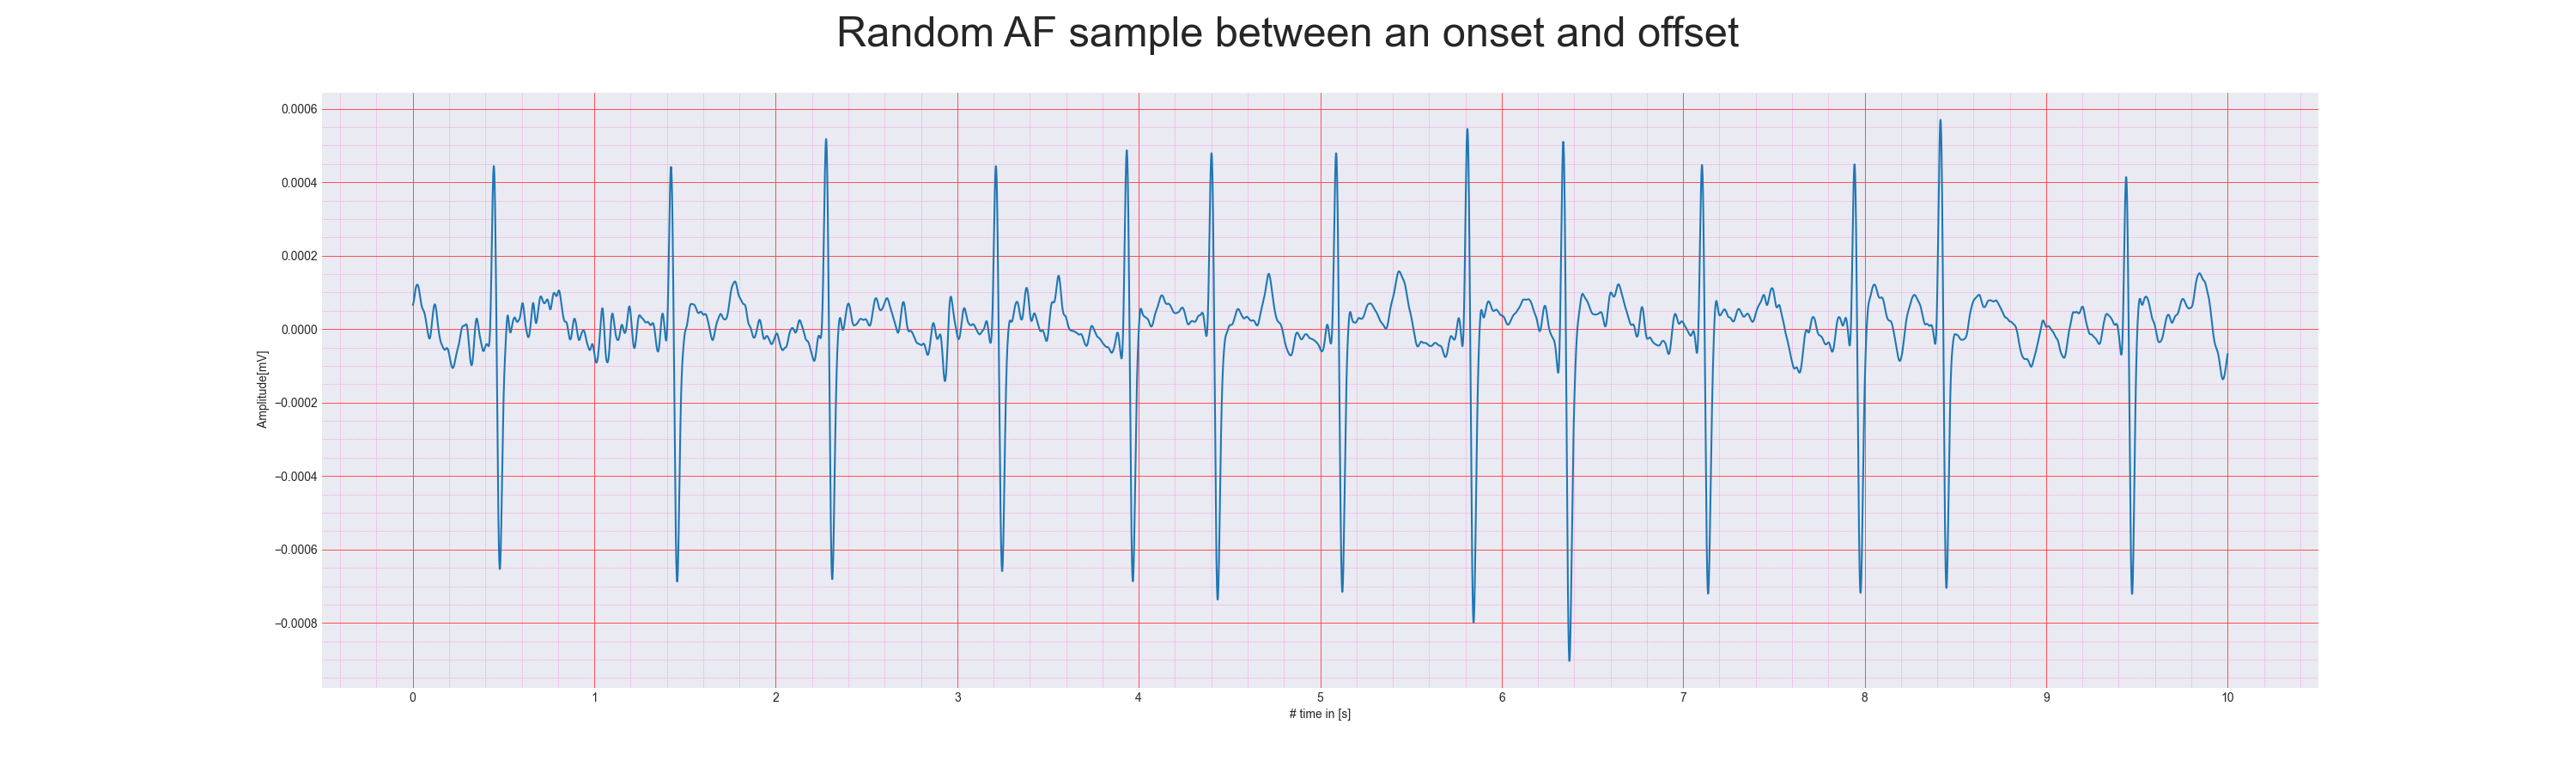 Random AF sample between an onset and offset
0.0006
0.0004
0.0002
0.0000
−0.0002
−0.0004
−0.0006
−0.0008
Amplitude[mV]
0 1 2 3 4 5 6 7 8 9 10
# time in [s]